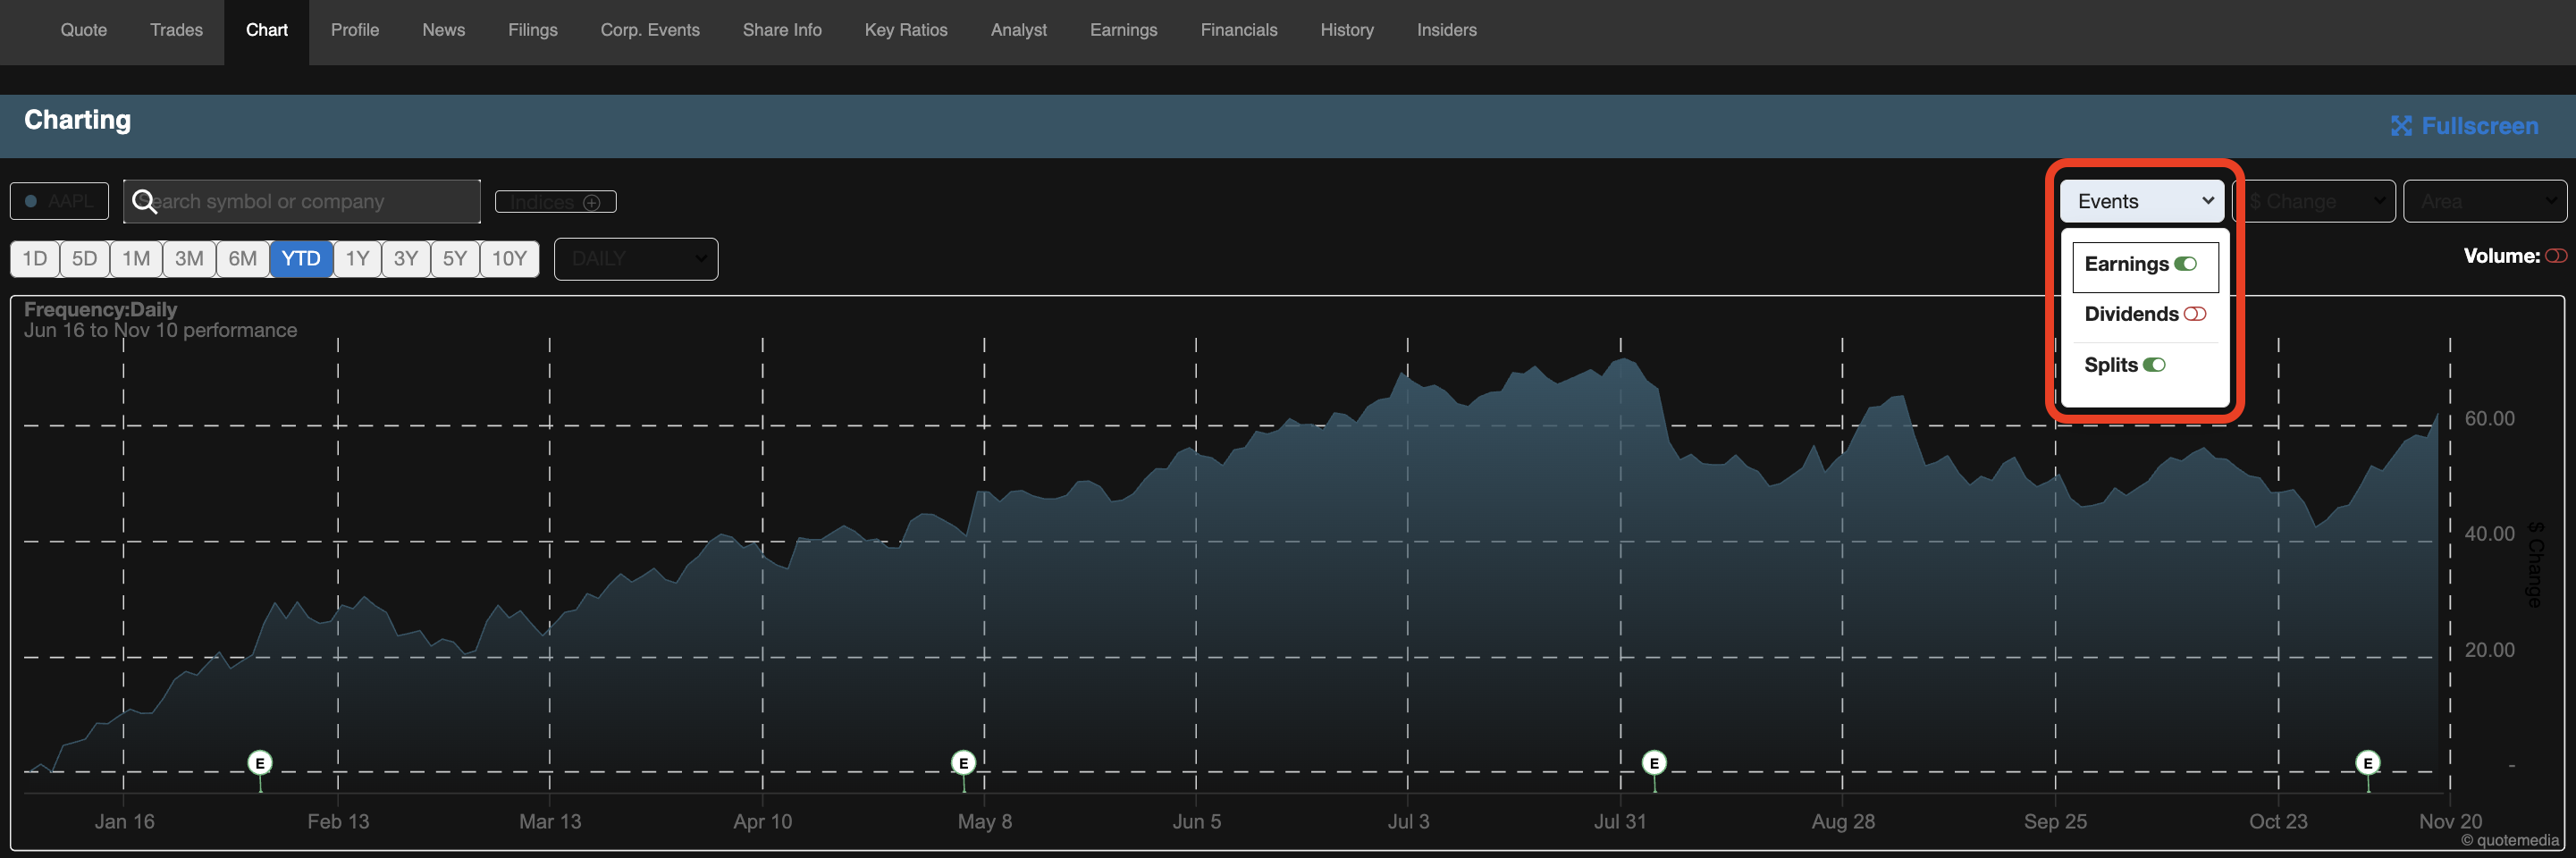 Quote Trades Chart Profile News Filings Corp. Events Share Info Key Ratios Analyst Earnings Financials History Insiders
Charting
Fullscreen
AAPL
Search symbol or company
Indices
Events
$ Change
Area
1D 5D 1M 3M 6M YTD 1Y 3Y 5Y 10Y
DAILY
Earnings
Dividends
Splits
Volume:
Frequency:Daily
Jun 16 to Nov 10 performance
60.00
40.00
20.00
-
$ Change
E E E E
Jan 16 Feb 13 Mar 13 Apr 10 May 8 Jun 5 Jul 3 Jul 31 Aug 28 Sep 25 Oct 23 Nov 20
© quotemedia